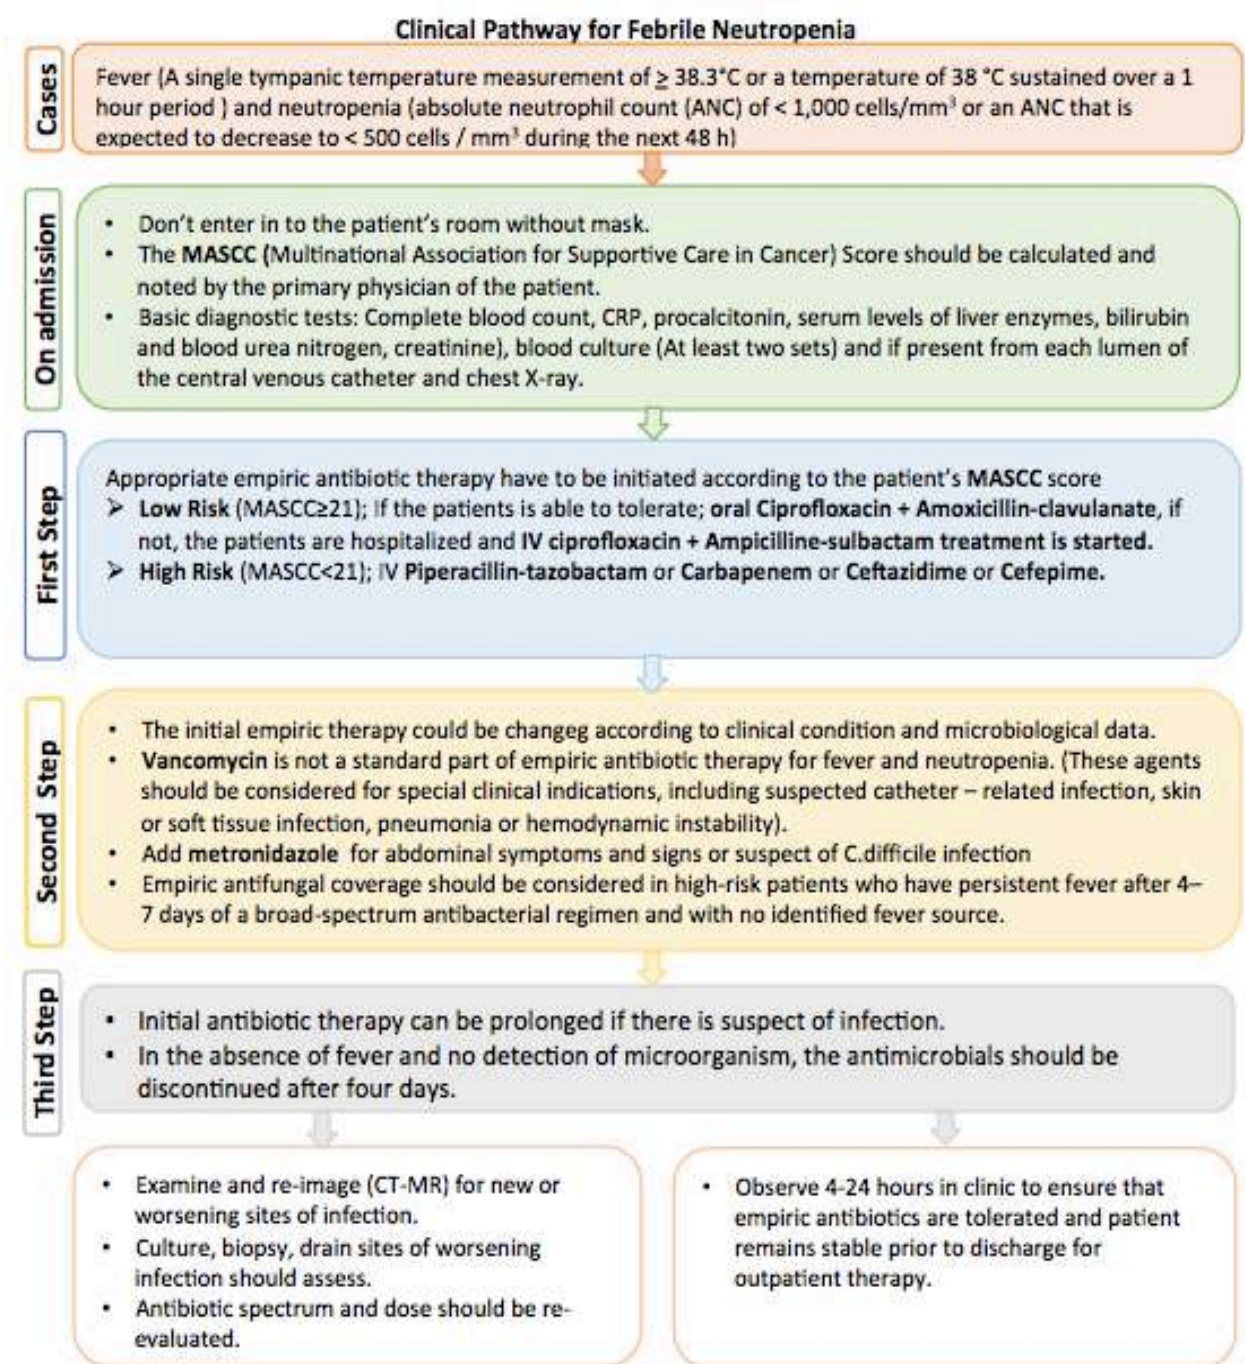 Clinical Pathway for Febrile Neutropenia
Cases
Fever (A single tympanic temperature measurement of ≥ 38.3°C or a temperature of 38 °C sustained over a 1
hour period ) and neutropenia (absolute neutrophil count (ANC) of < 1,000 cells/mm³ or an ANC that is
expected to decrease to < 500 cells / mm³ during the next 48 h)
On admission
• Don't enter in to the patient's room without mask.
• The MASCC (Multinational Association for Supportive Care in Cancer) Score should be calculated and
noted by the primary physician of the patient.
• Basic diagnostic tests: Complete blood count, CRP, procalcitonin, serum levels of liver enzymes, bilirubin
and blood urea nitrogen, creatinine), blood culture (At least two sets) and if present from each lumen of
the central venous catheter and chest X-ray.
First Step
Appropriate empiric antibiotic therapy have to be initiated according to the patient's MASCC score
➢ Low Risk (MASCC≥21); If the patients is able to tolerate; oral Ciprofloxacin + Amoxicillin-clavulanate, if
not, the patients are hospitalized and IV ciprofloxacin + Ampicilline-sulbactam treatment is started.
➢ High Risk (MASCC<21); IV Piperacillin-tazobactam or Carbapenem or Ceftazidime or Cefepime.
Second Step
• The initial empiric therapy could be changeg according to clinical condition and microbiological data.
• Vancomycin is not a standard part of empiric antibiotic therapy for fever and neutropenia. (These agents
should be considered for special clinical indications, including suspected catheter – related infection, skin
or soft tissue infection, pneumonia or hemodynamic instability).
• Add metronidazole for abdominal symptoms and signs or suspect of C.difficile infection
• Empiric antifungal coverage should be considered in high-risk patients who have persistent fever after 4–
7 days of a broad-spectrum antibacterial regimen and with no identified fever source.
Third Step
• Initial antibiotic therapy can be prolonged if there is suspect of infection.
• In the absence of fever and no detection of microorganism, the antimicrobials should be
discontinued after four days.
• Examine and re-image (CT-MR) for new or
worsening sites of infection.
• Culture, biopsy, drain sites of worsening
infection should assess.
• Antibiotic spectrum and dose should be re-
evaluated.
• Observe 4-24 hours in clinic to ensure that
empiric antibiotics are tolerated and patient
remains stable prior to discharge for
outpatient therapy.